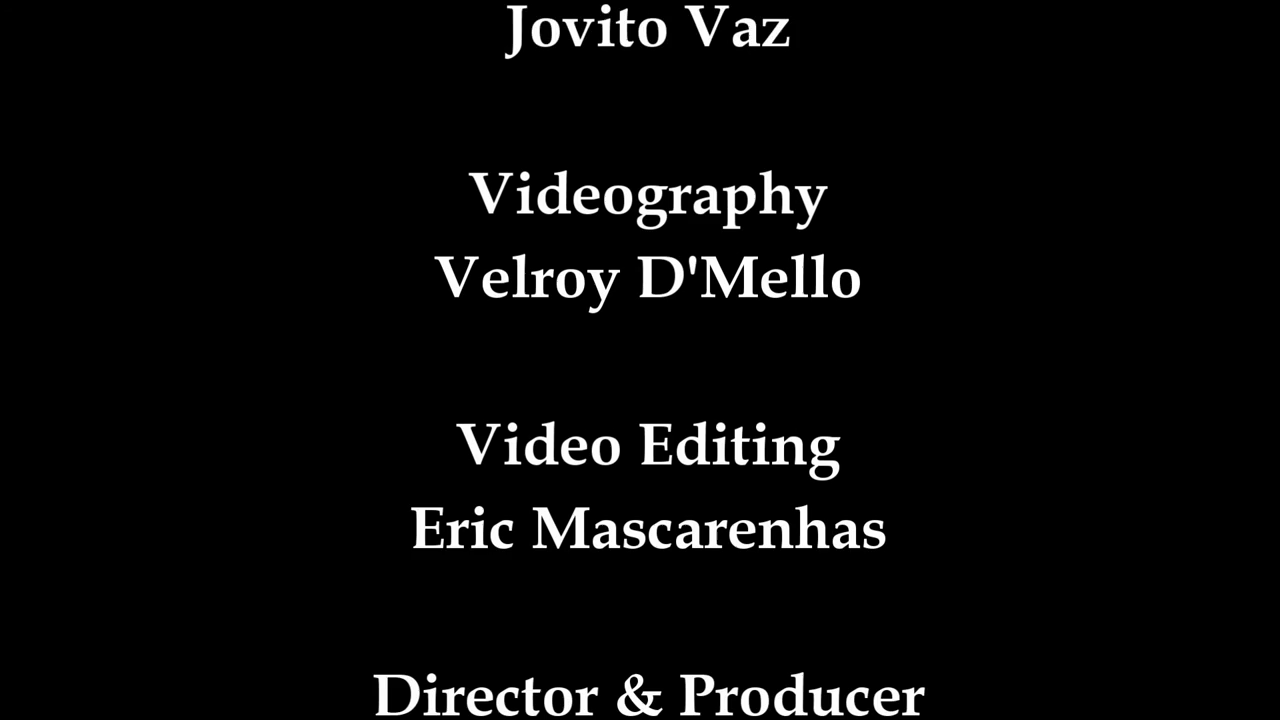 Jovito Vaz
Videography
Velroy D'Mello
Video Editing
Eric Mascarenhas
Director & Producer